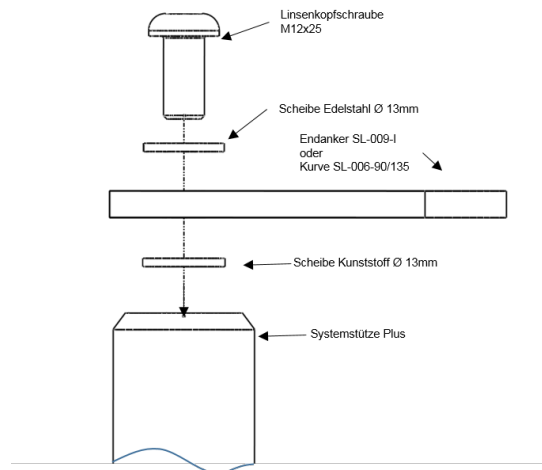 Linsenkopfschraube
M12x25
Scheibe Edelstahl Ø 13mm
Endanker SL-009-I
oder
Kurve SL-006-90/135
Scheibe Kunststoff Ø 13mm
Systemstütze Plus